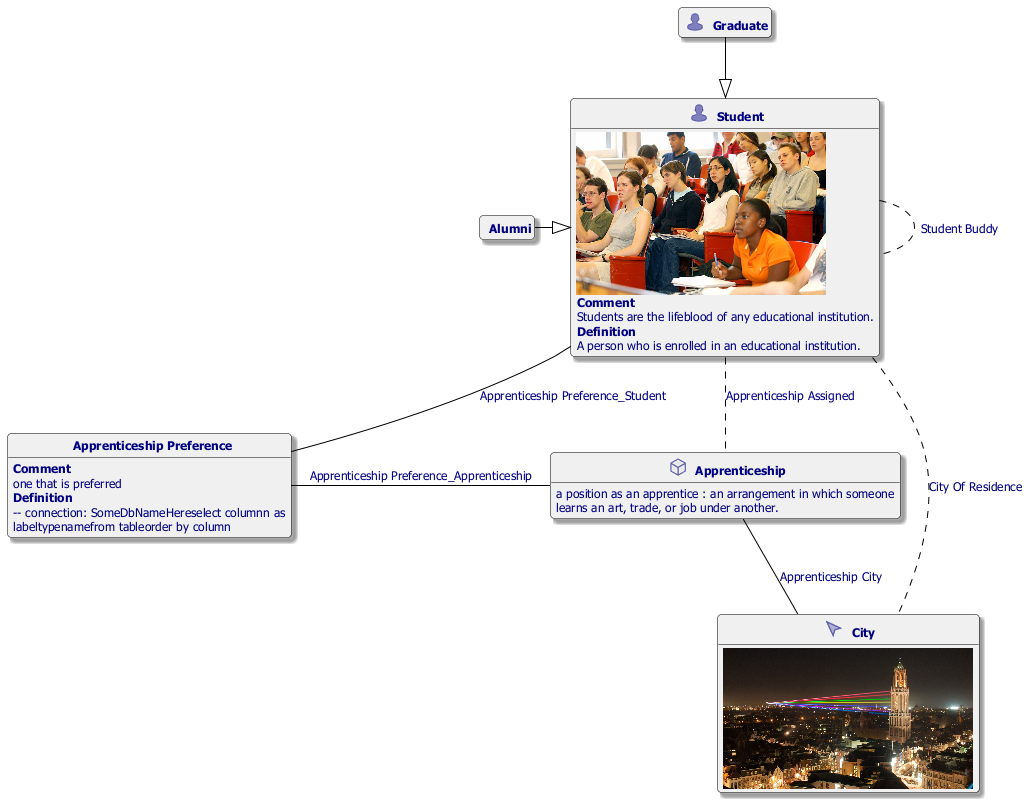 Graduate
Student
Alumni
Student Buddy
Comment
Students are the lifeblood of any educational institution.
Definition
A person who is enrolled in an educational institution.
Apprenticeship Preference_Student
Apprenticeship Assigned
Apprenticeship Preference
Comment
one that is preferred
Definition
-- connection: SomeDbNameHereselect columnn as
labeltypenamefrom tableorder by column
Apprenticeship Preference_Apprenticeship
Apprenticeship
a position as an apprentice : an arrangement in which someone
learns an art, trade, or job under another.
City Of Residence
Apprenticeship City
City